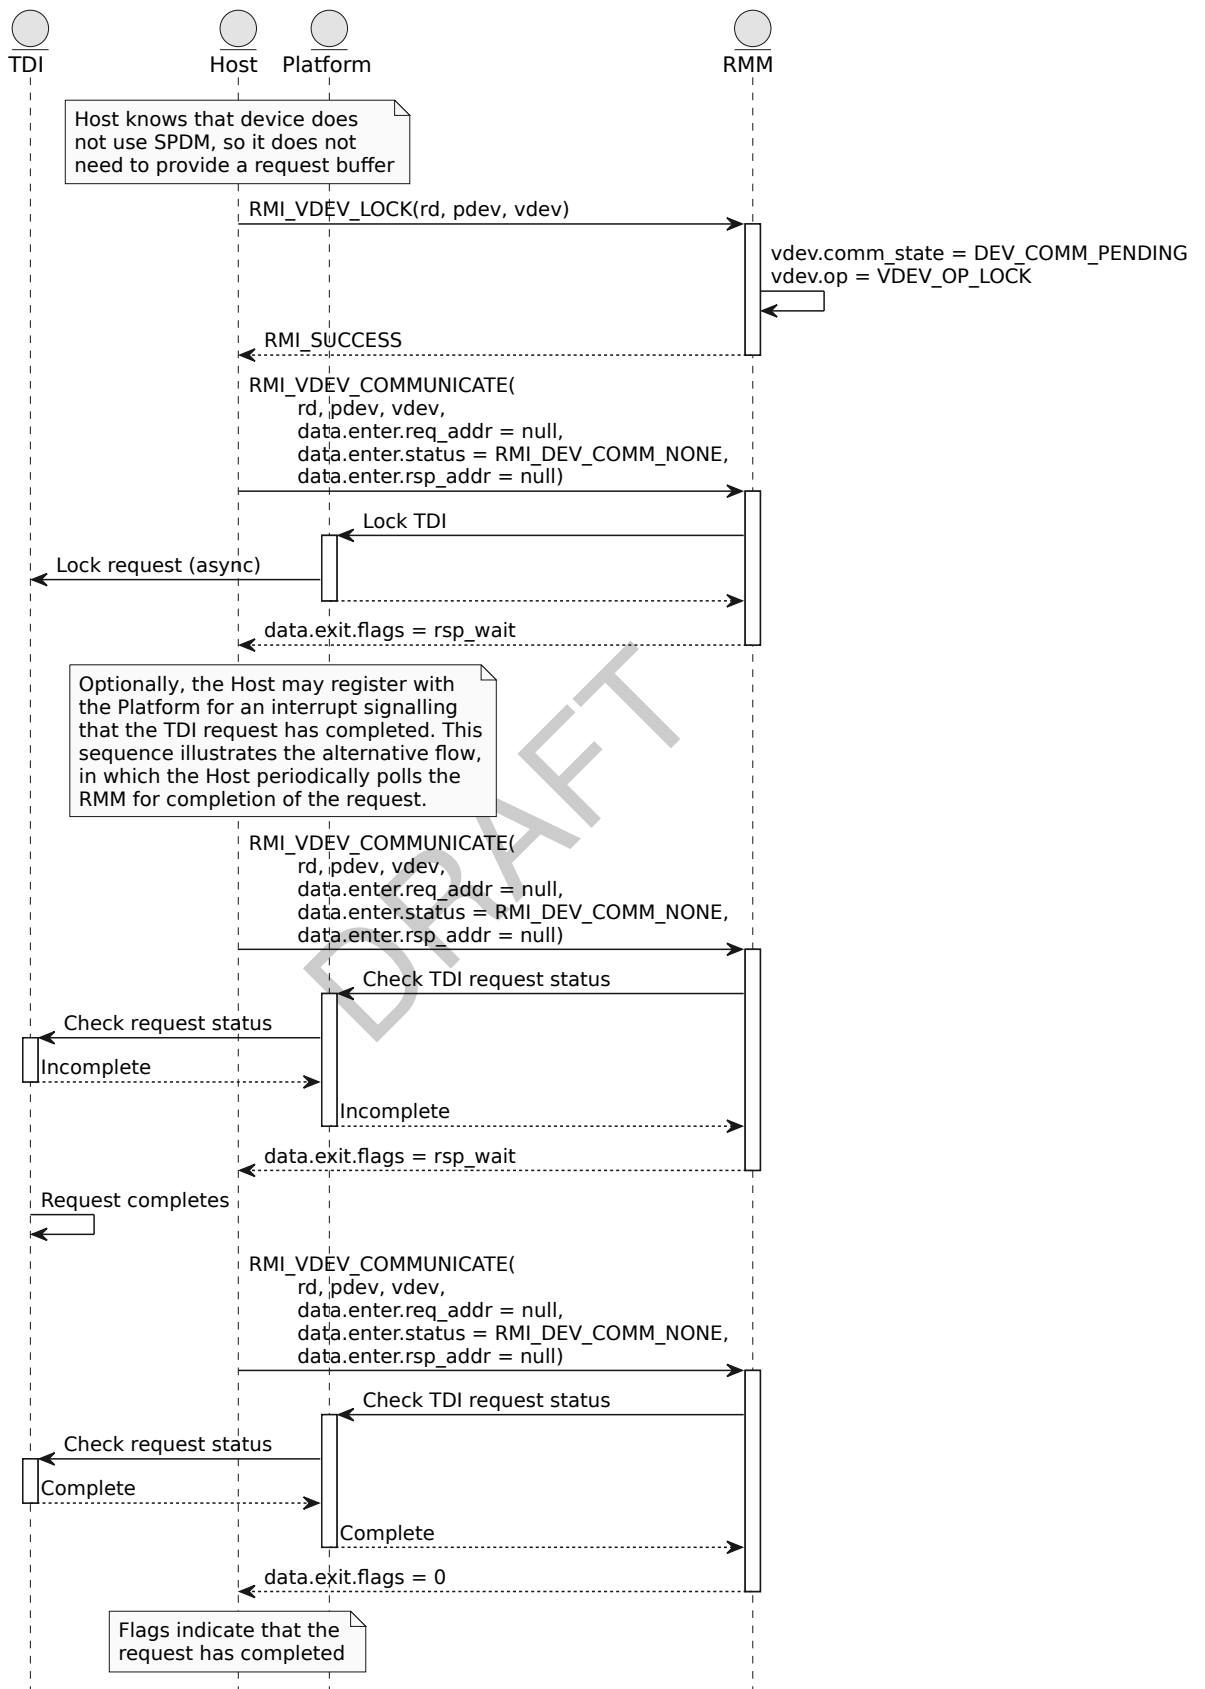 TDI
Host
Platform
RMM
Host knows that device does
not use SPDM, so it does not
need to provide a request buffer
RMI_VDEV_LOCK(rd, pdev, vdev)
vdev.comm_state = DEV_COMM_PENDING
vdev.op = VDEV_OP_LOCK
RMI_SUCCESS
RMI_VDEV_COMMUNICATE(
rd, pdev, vdev,
data.enter.req_addr = null,
data.enter.status = RMI_DEV_COMM_NONE,
data.enter.rsp_addr = null)
Lock TDI
Lock request (async)
data.exit.flags = rsp_wait
Optionally, the Host may register with
the Platform for an interrupt signalling
that the TDI request has completed. This
sequence illustrates the alternative flow,
in which the Host periodically polls the
RMM for completion of the request.
DRAFT
RMI_VDEV_COMMUNICATE(
rd, pdev, vdev,
data.enter.req_addr = null,
data.enter.status = RMI_DEV_COMM_NONE,
data.enter.rsp_addr = null)
Check TDI request status
Check request status
Incomplete
Incomplete
data.exit.flags = rsp_wait
Request completes
RMI_VDEV_COMMUNICATE(
rd, pdev, vdev,
data.enter.req_addr = null,
data.enter.status = RMI_DEV_COMM_NONE,
data.enter.rsp_addr = null)
Check TDI request status
Check request status
Complete
Complete
data.exit.flags = 0
Flags indicate that the
request has completed